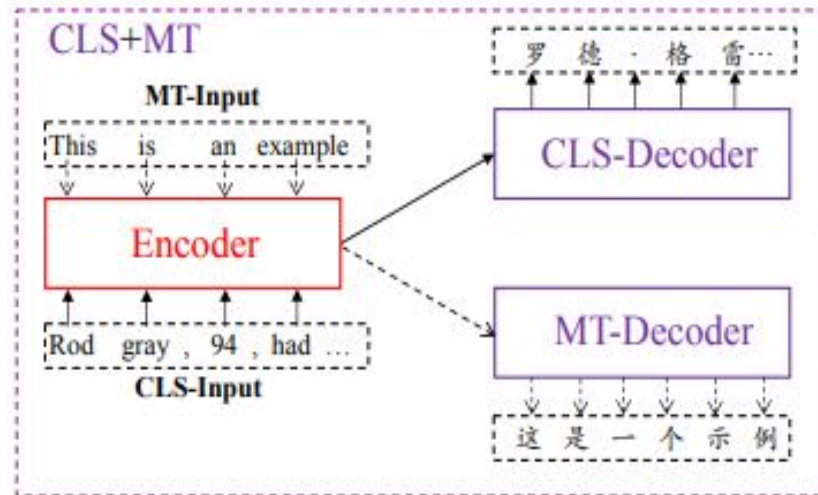 CLS+MT
MT-Input
This is an example
Encoder
Rod gray , 94 , had ...
CLS-Input
罗 德 · 格 雷…
CLS-Decoder
MT-Decoder
这 是 一 个 示 例